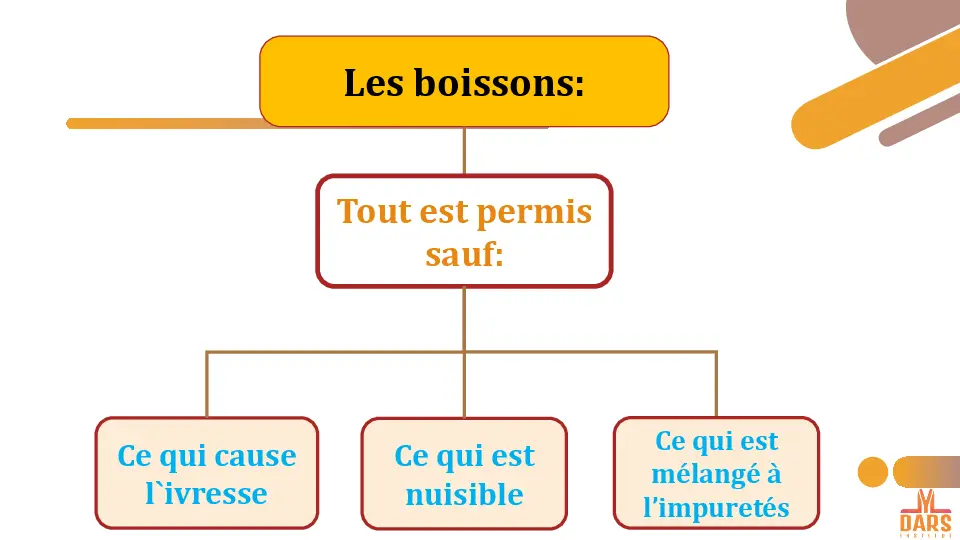 Les boissons:
Tout est permis
sauf:
Ce qui cause
l`ivresse
Ce qui est
nuisible
Ce qui est
mélangé à
l’impuretés
DARS
INSTITUT